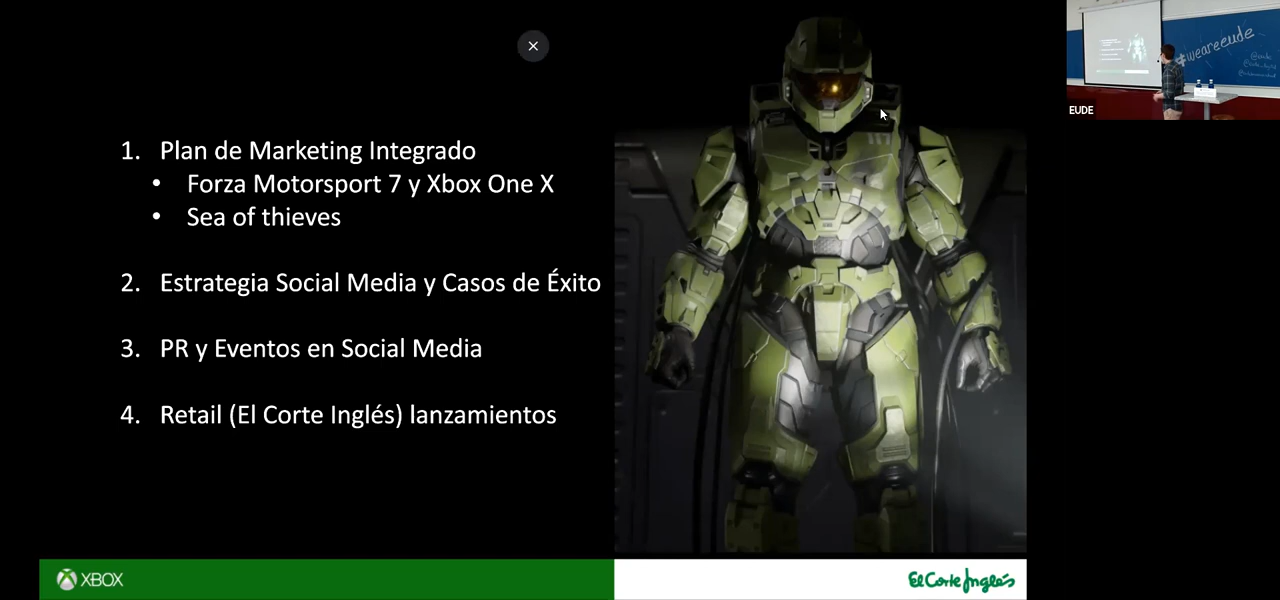 1. Plan de Marketing Integrado
• Forza Motorsport 7 y Xbox One X
• Sea of thieves
2. Estrategia Social Media y Casos de Éxito
3. PR y Eventos en Social Media
4. Retail (El Corte Inglés) lanzamientos
XBOX
El Corte Inglés
#weareeude
EUDE